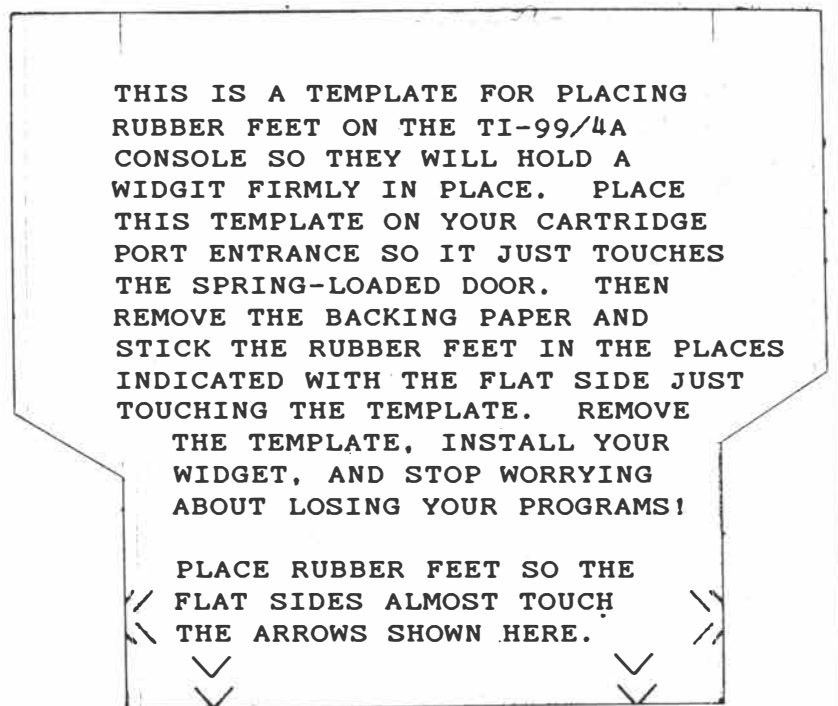 THIS IS A TEMPLATE FOR PLACING
RUBBER FEET ON THE TI-99/4A
CONSOLE SO THEY WILL HOLD A
WIDGIT FIRMLY IN PLACE. PLACE
THIS TEMPLATE ON YOUR CARTRIDGE
PORT ENTRANCE SO IT JUST TOUCHES
THE SPRING-LOADED DOOR. THEN
REMOVE THE BACKING PAPER AND
STICK THE RUBBER FEET IN THE PLACES
INDICATED WITH THE FLAT SIDE JUST
TOUCHING THE TEMPLATE. REMOVE
THE TEMPLATE, INSTALL YOUR
WIDGET, AND STOP WORRYING
ABOUT LOSING YOUR PROGRAMS!
PLACE RUBBER FEET SO THE
FLAT SIDES ALMOST TOUCH
THE ARROWS SHOWN HERE.